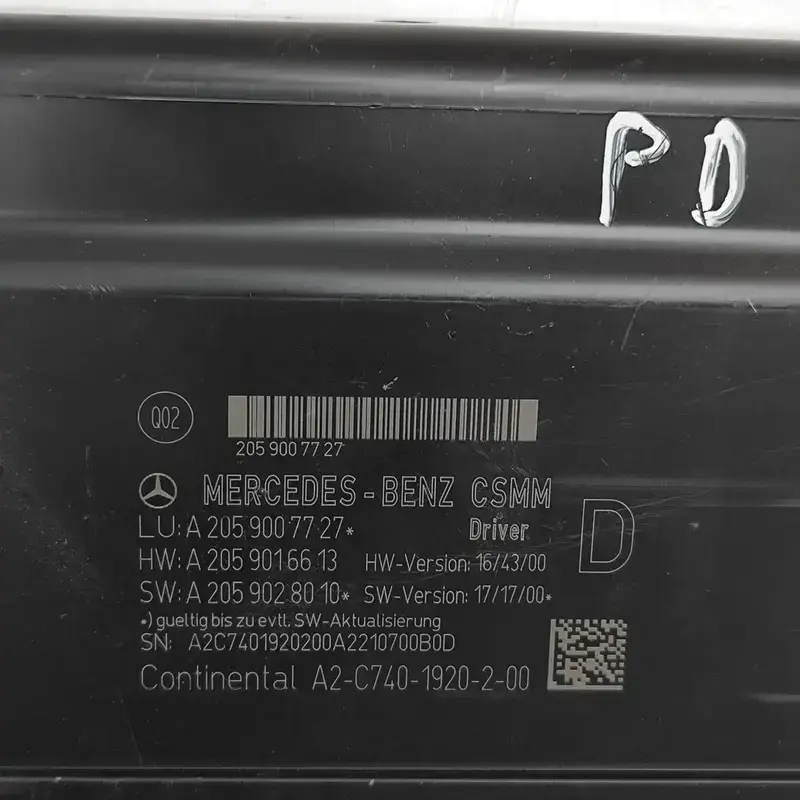 PD
Q02
205 900 77 27
MERCEDES-BENZ CSMM
LU: A 205 900 77 27* Driver
D
HW: A 205 901 66 13 HW-Version: 16/43/00
SW: A 205 902 80 10* SW-Version: 17/17/00*
*) gueltig bis zu evtl. SW-Aktualisierung
SN: A2C7401920200A2210700B0D
Continental A2-C740-1920-2-00